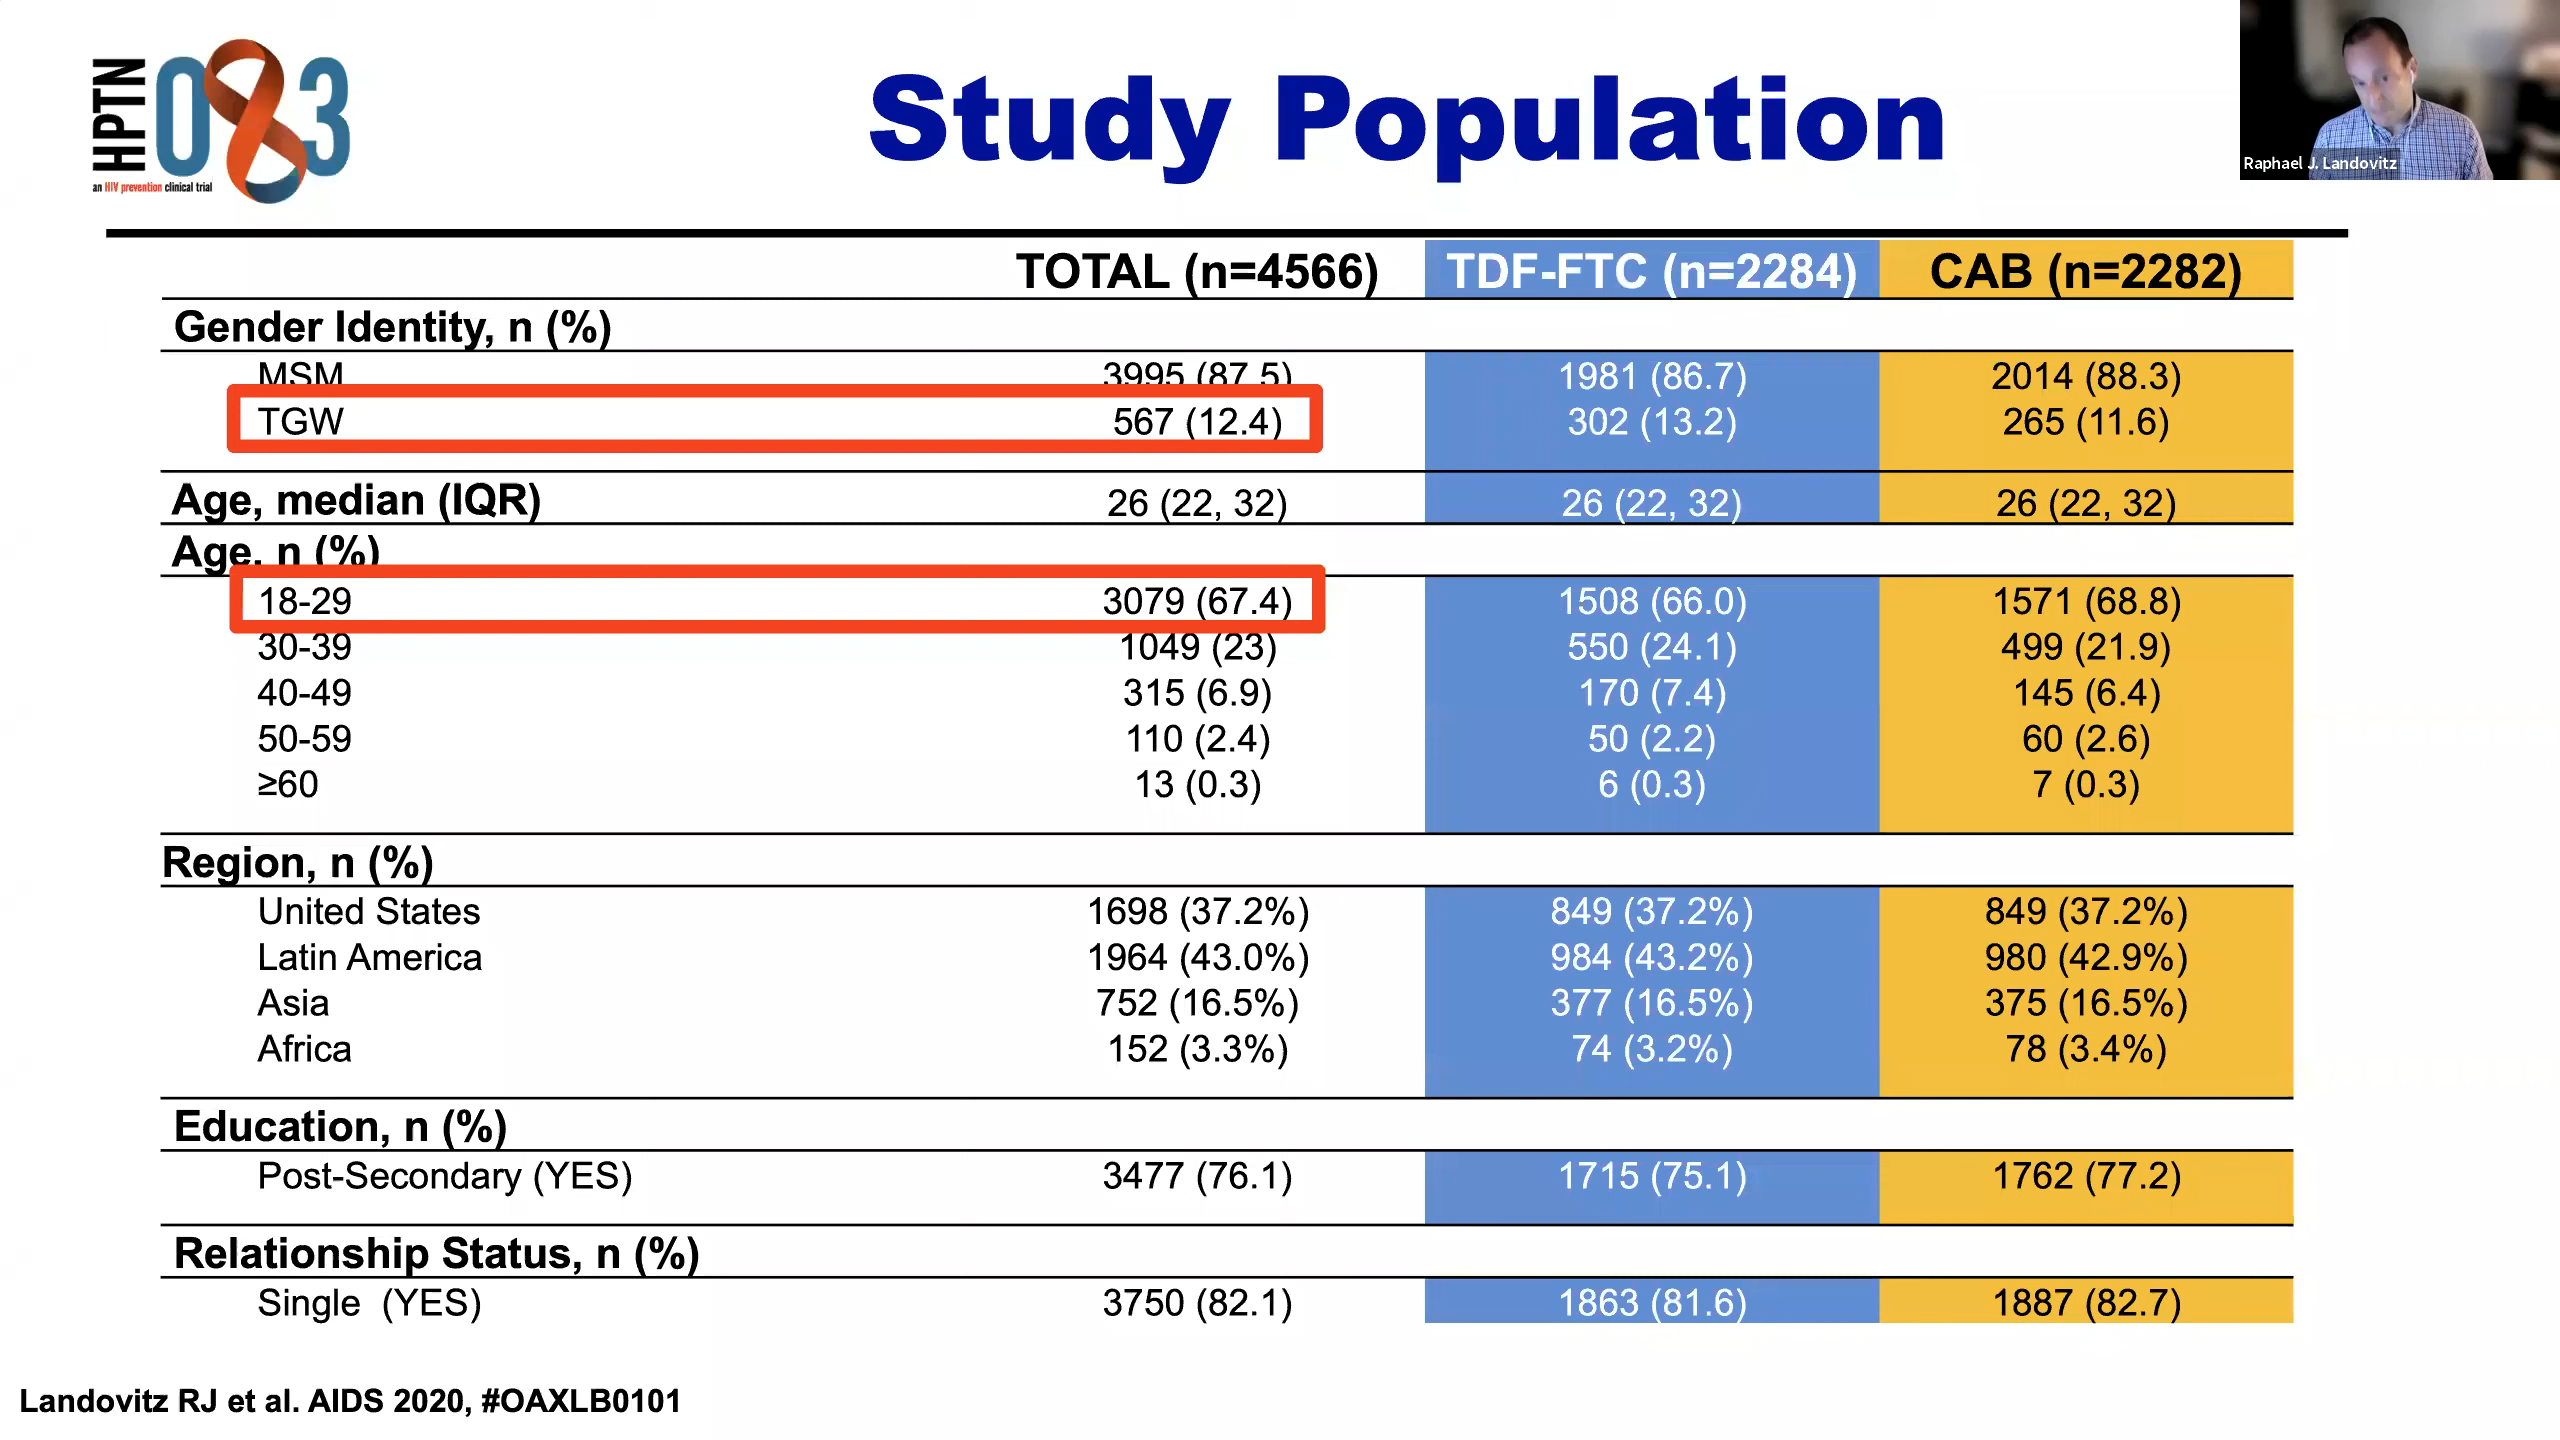 HPTN 083
an HIV prevention clinical trial
Study Population
Raphael J. Landovitz
TOTAL (n=4566) TDF-FTC (n=2284) CAB (n=2282)
Gender Identity, n (%)
MSM 3995 (87.5) 1981 (86.7) 2014 (88.3)
TGW 567 (12.4) 302 (13.2) 265 (11.6)
Age, median (IQR) 26 (22, 32) 26 (22, 32) 26 (22, 32)
Age, n (%)
18-29 3079 (67.4) 1508 (66.0) 1571 (68.8)
30-39 1049 (23) 550 (24.1) 499 (21.9)
40-49 315 (6.9) 170 (7.4) 145 (6.4)
50-59 110 (2.4) 50 (2.2) 60 (2.6)
≥60 13 (0.3) 6 (0.3) 7 (0.3)
Region, n (%)
United States 1698 (37.2%) 849 (37.2%) 849 (37.2%)
Latin America 1964 (43.0%) 984 (43.2%) 980 (42.9%)
Asia 752 (16.5%) 377 (16.5%) 375 (16.5%)
Africa 152 (3.3%) 74 (3.2%) 78 (3.4%)
Education, n (%)
Post-Secondary (YES) 3477 (76.1) 1715 (75.1) 1762 (77.2)
Relationship Status, n (%)
Single (YES) 3750 (82.1) 1863 (81.6) 1887 (82.7)
Landovitz RJ et al. AIDS 2020, #OAXLB0101